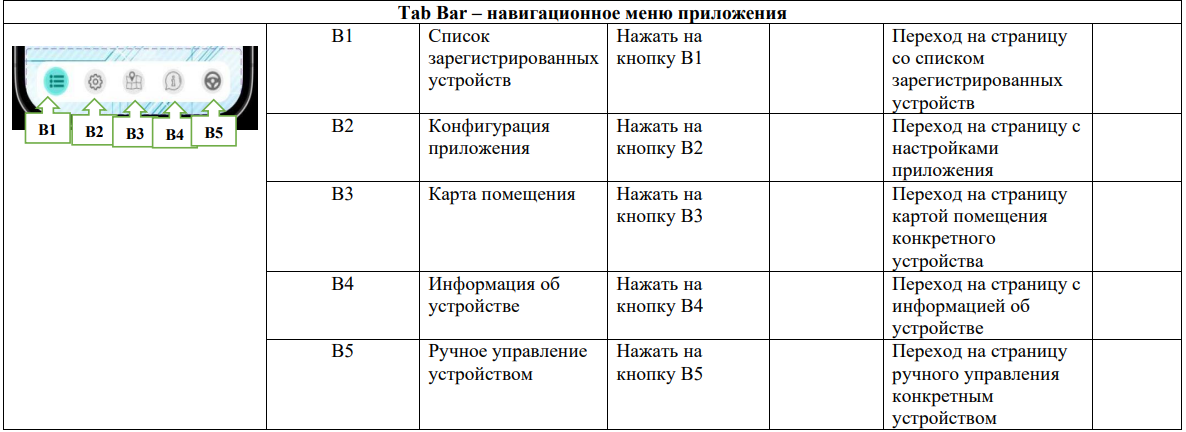 Tab Bar – навигационное меню приложения
B1
B2
B3
B4
B5
B1
Список
зарегистрированных
устройств
Нажать на
кнопку B1
Переход на страницу
со списком
зарегистрированных
устройств
B2
Конфигурация
приложения
Нажать на
кнопку B2
Переход на страницу с
настройками
приложения
B3
Карта помещения
Нажать на
кнопку B3
Переход на страницу
картой помещения
конкретного
устройства
B4
Информация об
устройстве
Нажать на
кнопку B4
Переход на страницу с
информацией об
устройстве
B5
Ручное управление
устройством
Нажать на
кнопку B5
Переход на страницу
ручного управления
конкретным
устройством